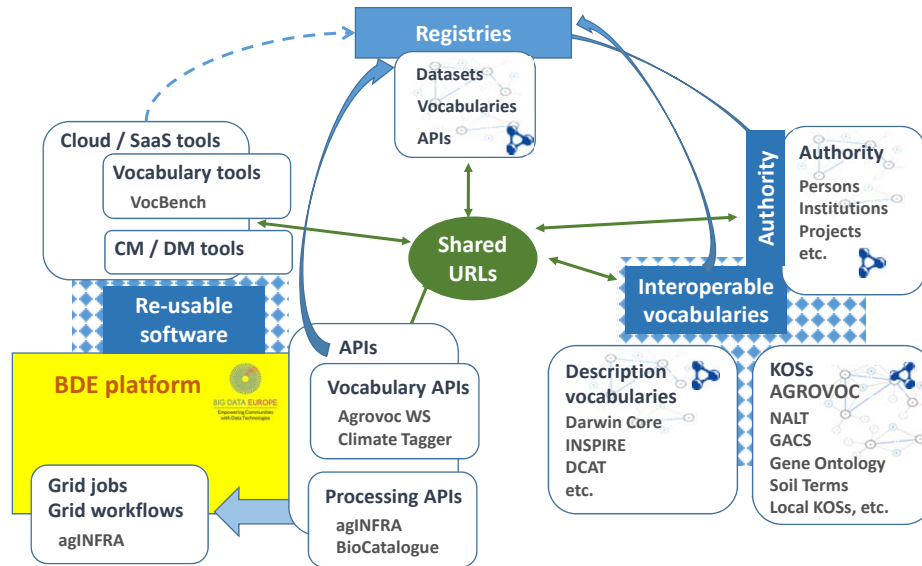 Registries
Datasets
Vocabularies
APIs
Cloud / SaaS tools
Vocabulary tools
VocBench
CM / DM tools
Re-usable
software
BDE platform
BIG DATA EUROPE
Empowering Communities
with Data Technologies
Grid jobs
Grid workflows
agINFRA
APIs
Vocabulary APIs
Agrovoc WS
Climate Tagger
Processing APIs
agINFRA
BioCatalogue
Shared
URLs
Authority
Authority
Persons
Institutions
Projects
etc.
Interoperable
vocabularies
Description
vocabularies
Darwin Core
INSPIRE
DCAT
etc.
KOSs
AGROVOC
NALT
GACS
Gene Ontology
Soil Terms
Local KOSs, etc.